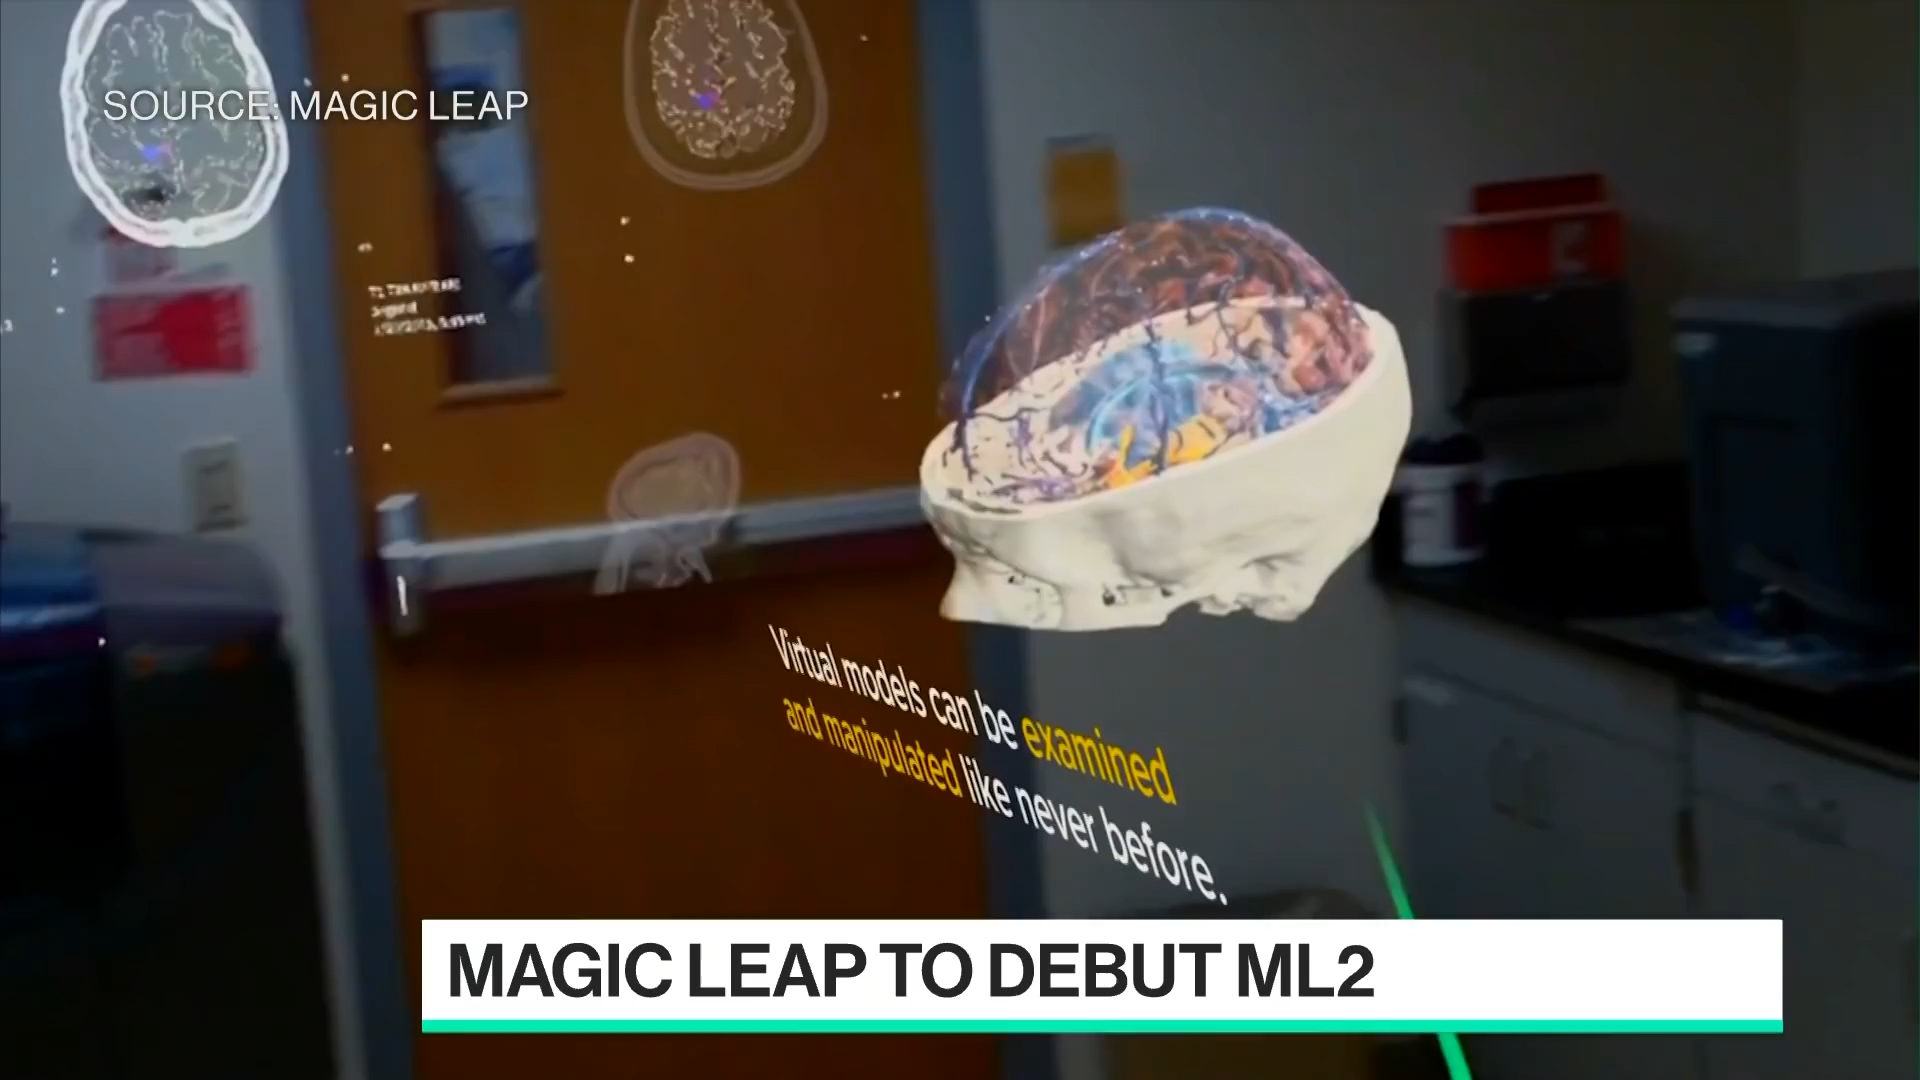 SOURCE: MAGIC LEAP
Virtual models can be examined
and manipulated like never before.
MAGIC LEAP TO DEBUT ML2